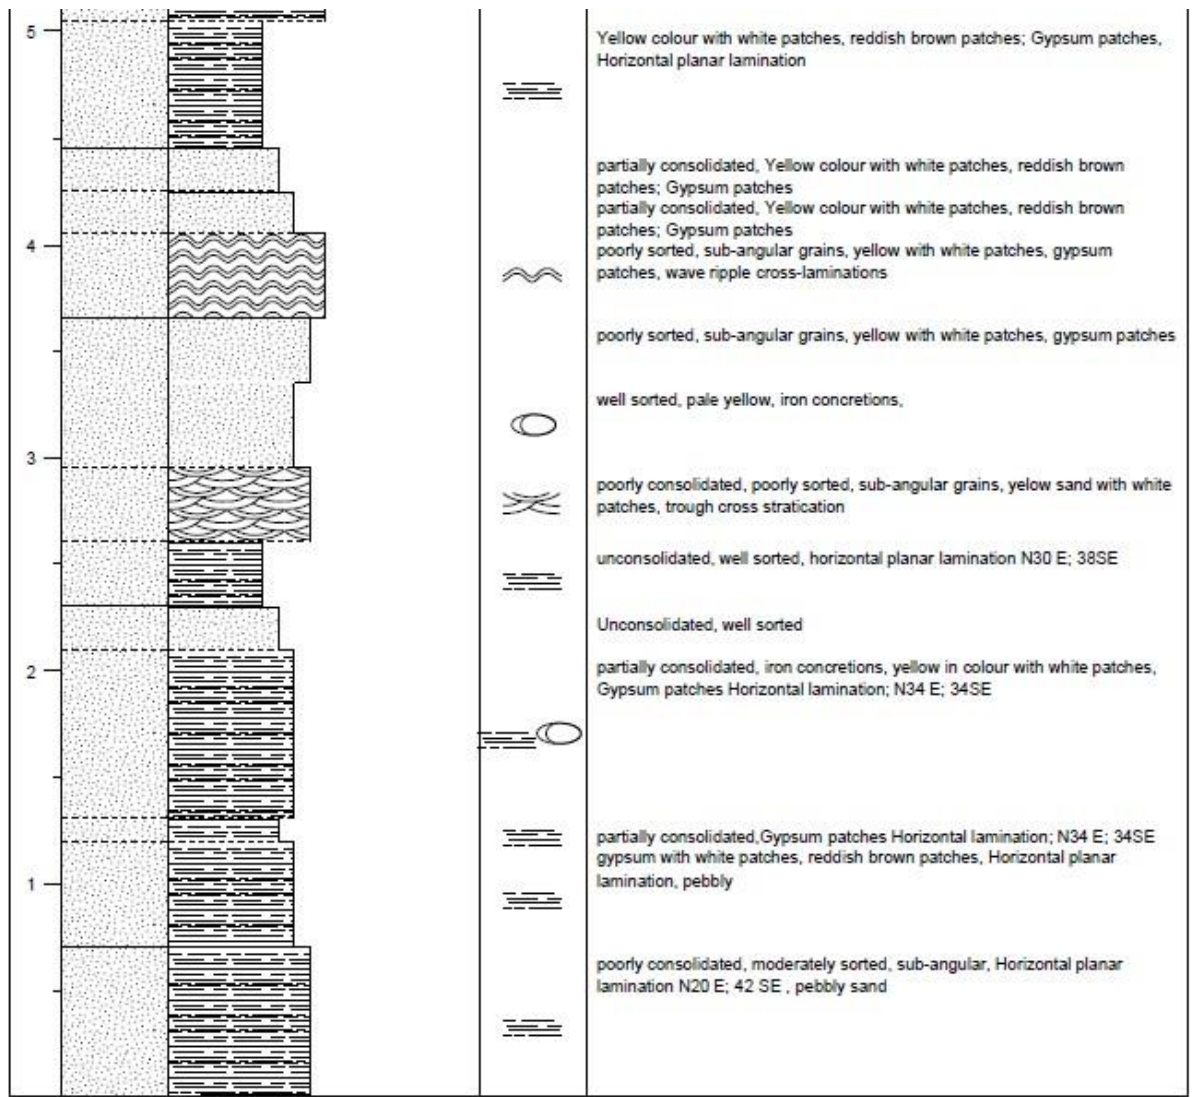 5
Yellow colour with white patches, reddish brown patches; Gypsum patches,
Horizontal planar lamination
partially consolidated, Yellow colour with white patches, reddish brown
patches; Gypsum patches
partially consolidated, Yellow colour with white patches, reddish brown
patches; Gypsum patches
4
poorly sorted, sub-angular grains, yellow with white patches, gypsum
patches, wave ripple cross-laminations
poorly sorted, sub-angular grains, yellow with white patches, gypsum patches
well sorted, pale yellow, iron concretions,
3
poorly consolidated, poorly sorted, sub-angular grains, yelow sand with white
patches, trough cross stratication
unconsolidated, well sorted, horizontal planar lamination N30 E; 38SE
Unconsolidated, well sorted
2
partially consolidated, iron concretions, yellow in colour with white patches,
Gypsum patches Horizontal lamination; N34 E; 34SE
partially consolidated,Gypsum patches Horizontal lamination; N34 E; 34SE
gypsum with white patches, reddish brown patches, Horizontal planar
lamination, pebbly
1
poorly consolidated, moderately sorted, sub-angular, Horizontal planar
lamination N20 E; 42 SE , pebbly sand